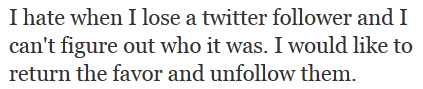 I hate when I lose a twitter follower and I
can't figure out who it was. I would like to
return the favor and unfollow them.